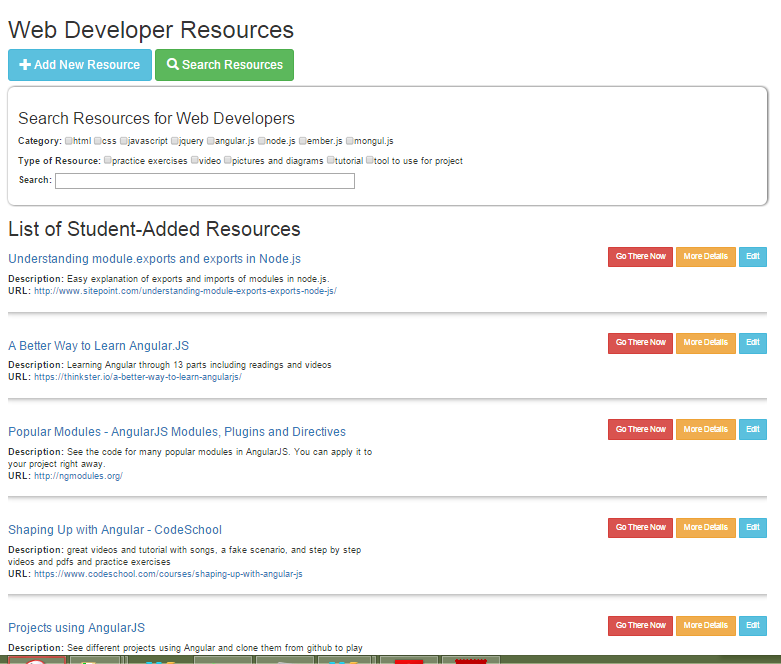 Web Developer Resources
Add New Resource Search Resources
Search Resources for Web Developers
Category: html css javascript jquery angular.js node.js ember.js mongul.js
Type of Resource: practice exercises video pictures and diagrams tutorial tool to use for project
Search:
List of Student-Added Resources
Understanding module.exports and exports in Node.js Go There Now More Details Edit
Description: Easy explanation of exports and imports of modules in node.js.
URL: http://www.sitepoint.com/understanding-module-exports-exports-node-js/
A Better Way to Learn Angular.JS Go There Now More Details Edit
Description: Learning Angular through 13 parts including readings and videos
URL: https://thinkster.io/a-better-way-to-learn-angularjs/
Popular Modules - AngularJS Modules, Plugins and Directives Go There Now More Details Edit
Description: See the code for many popular modules in AngularJS. You can apply it to
your project right away.
URL: http://ngmodules.org/
Shaping Up with Angular - CodeSchool Go There Now More Details Edit
Description: great videos and tutorial with songs, a fake scenario, and step by step
videos and pdfs and practice exercises
URL: https://www.codeschool.com/courses/shaping-up-with-angular-js
Projects using AngularJS Go There Now More Details Edit
Description: See different projects using Angular and clone them from github to play